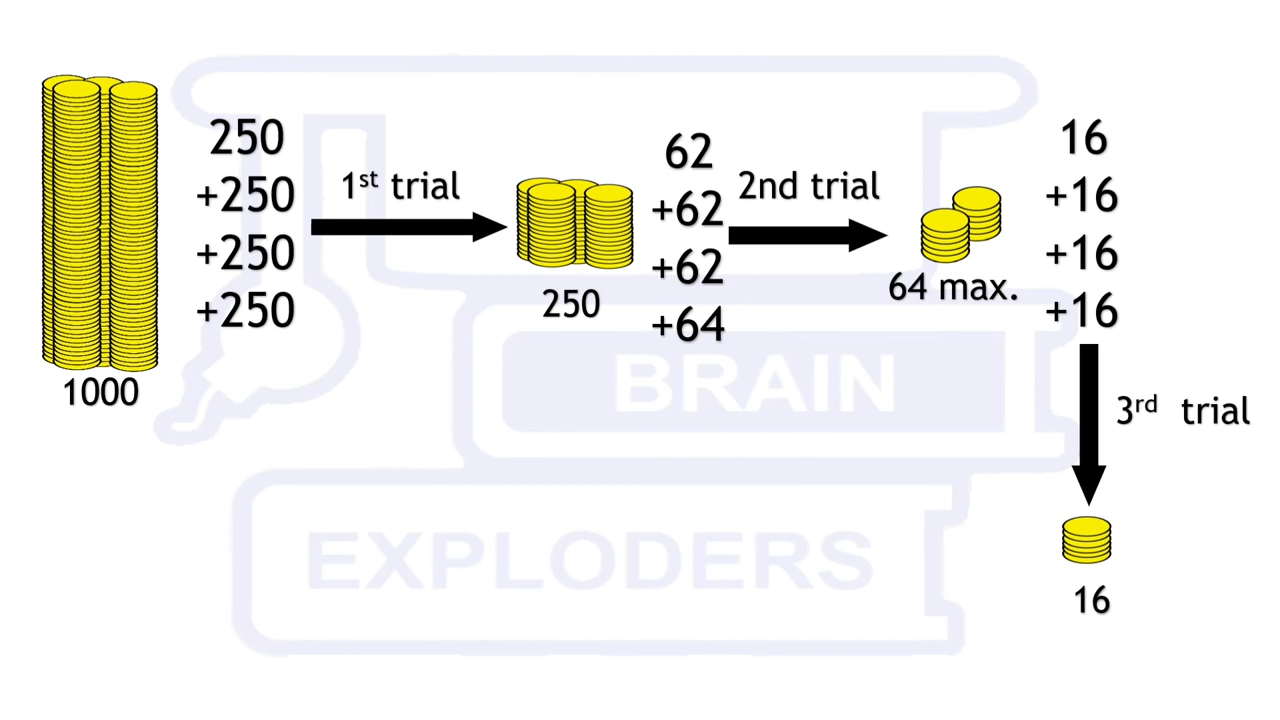 1000
250
+250
+250
+250
1st trial
250
62
+62
+62
+64
2nd trial
64 max.
16
+16
+16
+16
3rd trial
16
BRAIN
EXPLODERS